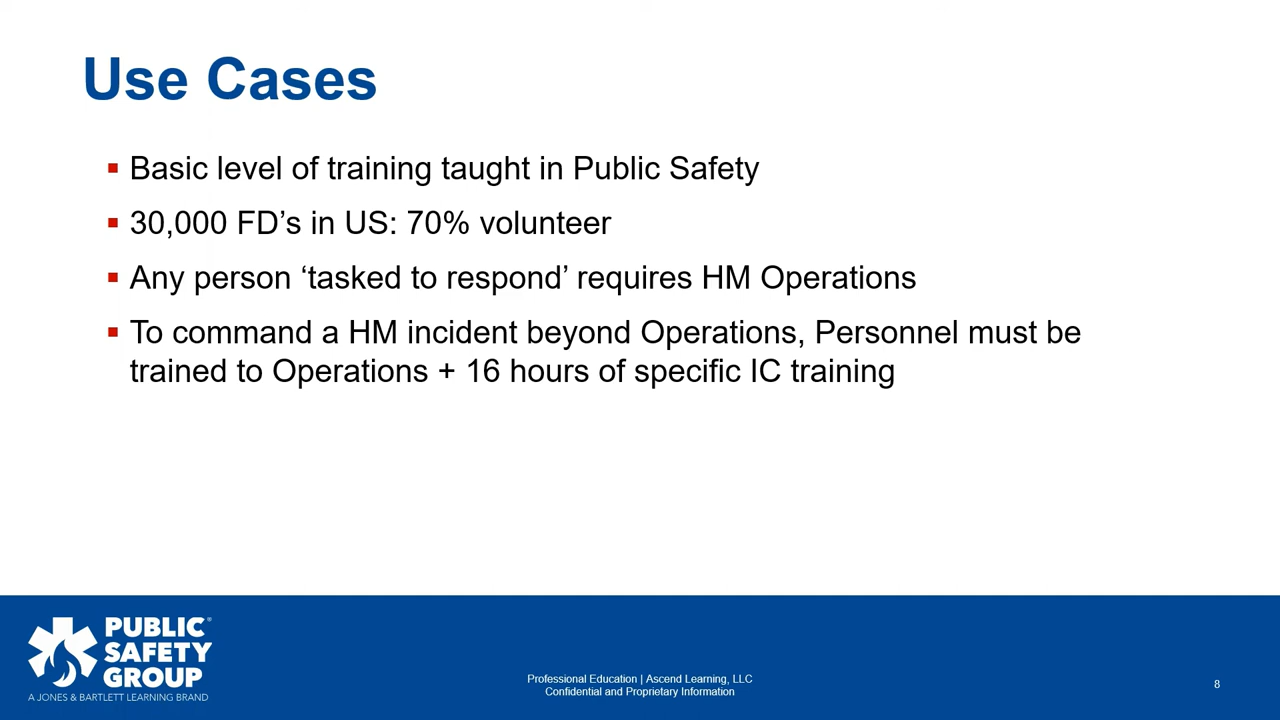 Use Cases
Basic level of training taught in Public Safety
30,000 FD’s in US: 70% volunteer
Any person ‘tasked to respond’ requires HM Operations
To command a HM incident beyond Operations, Personnel must be
trained to Operations + 16 hours of specific IC training
PUBLIC
SAFETY
GROUP®
A JONES & BARTLETT LEARNING BRAND
Professional Education | Ascend Learning, LLC
Confidential and Proprietary Information
8